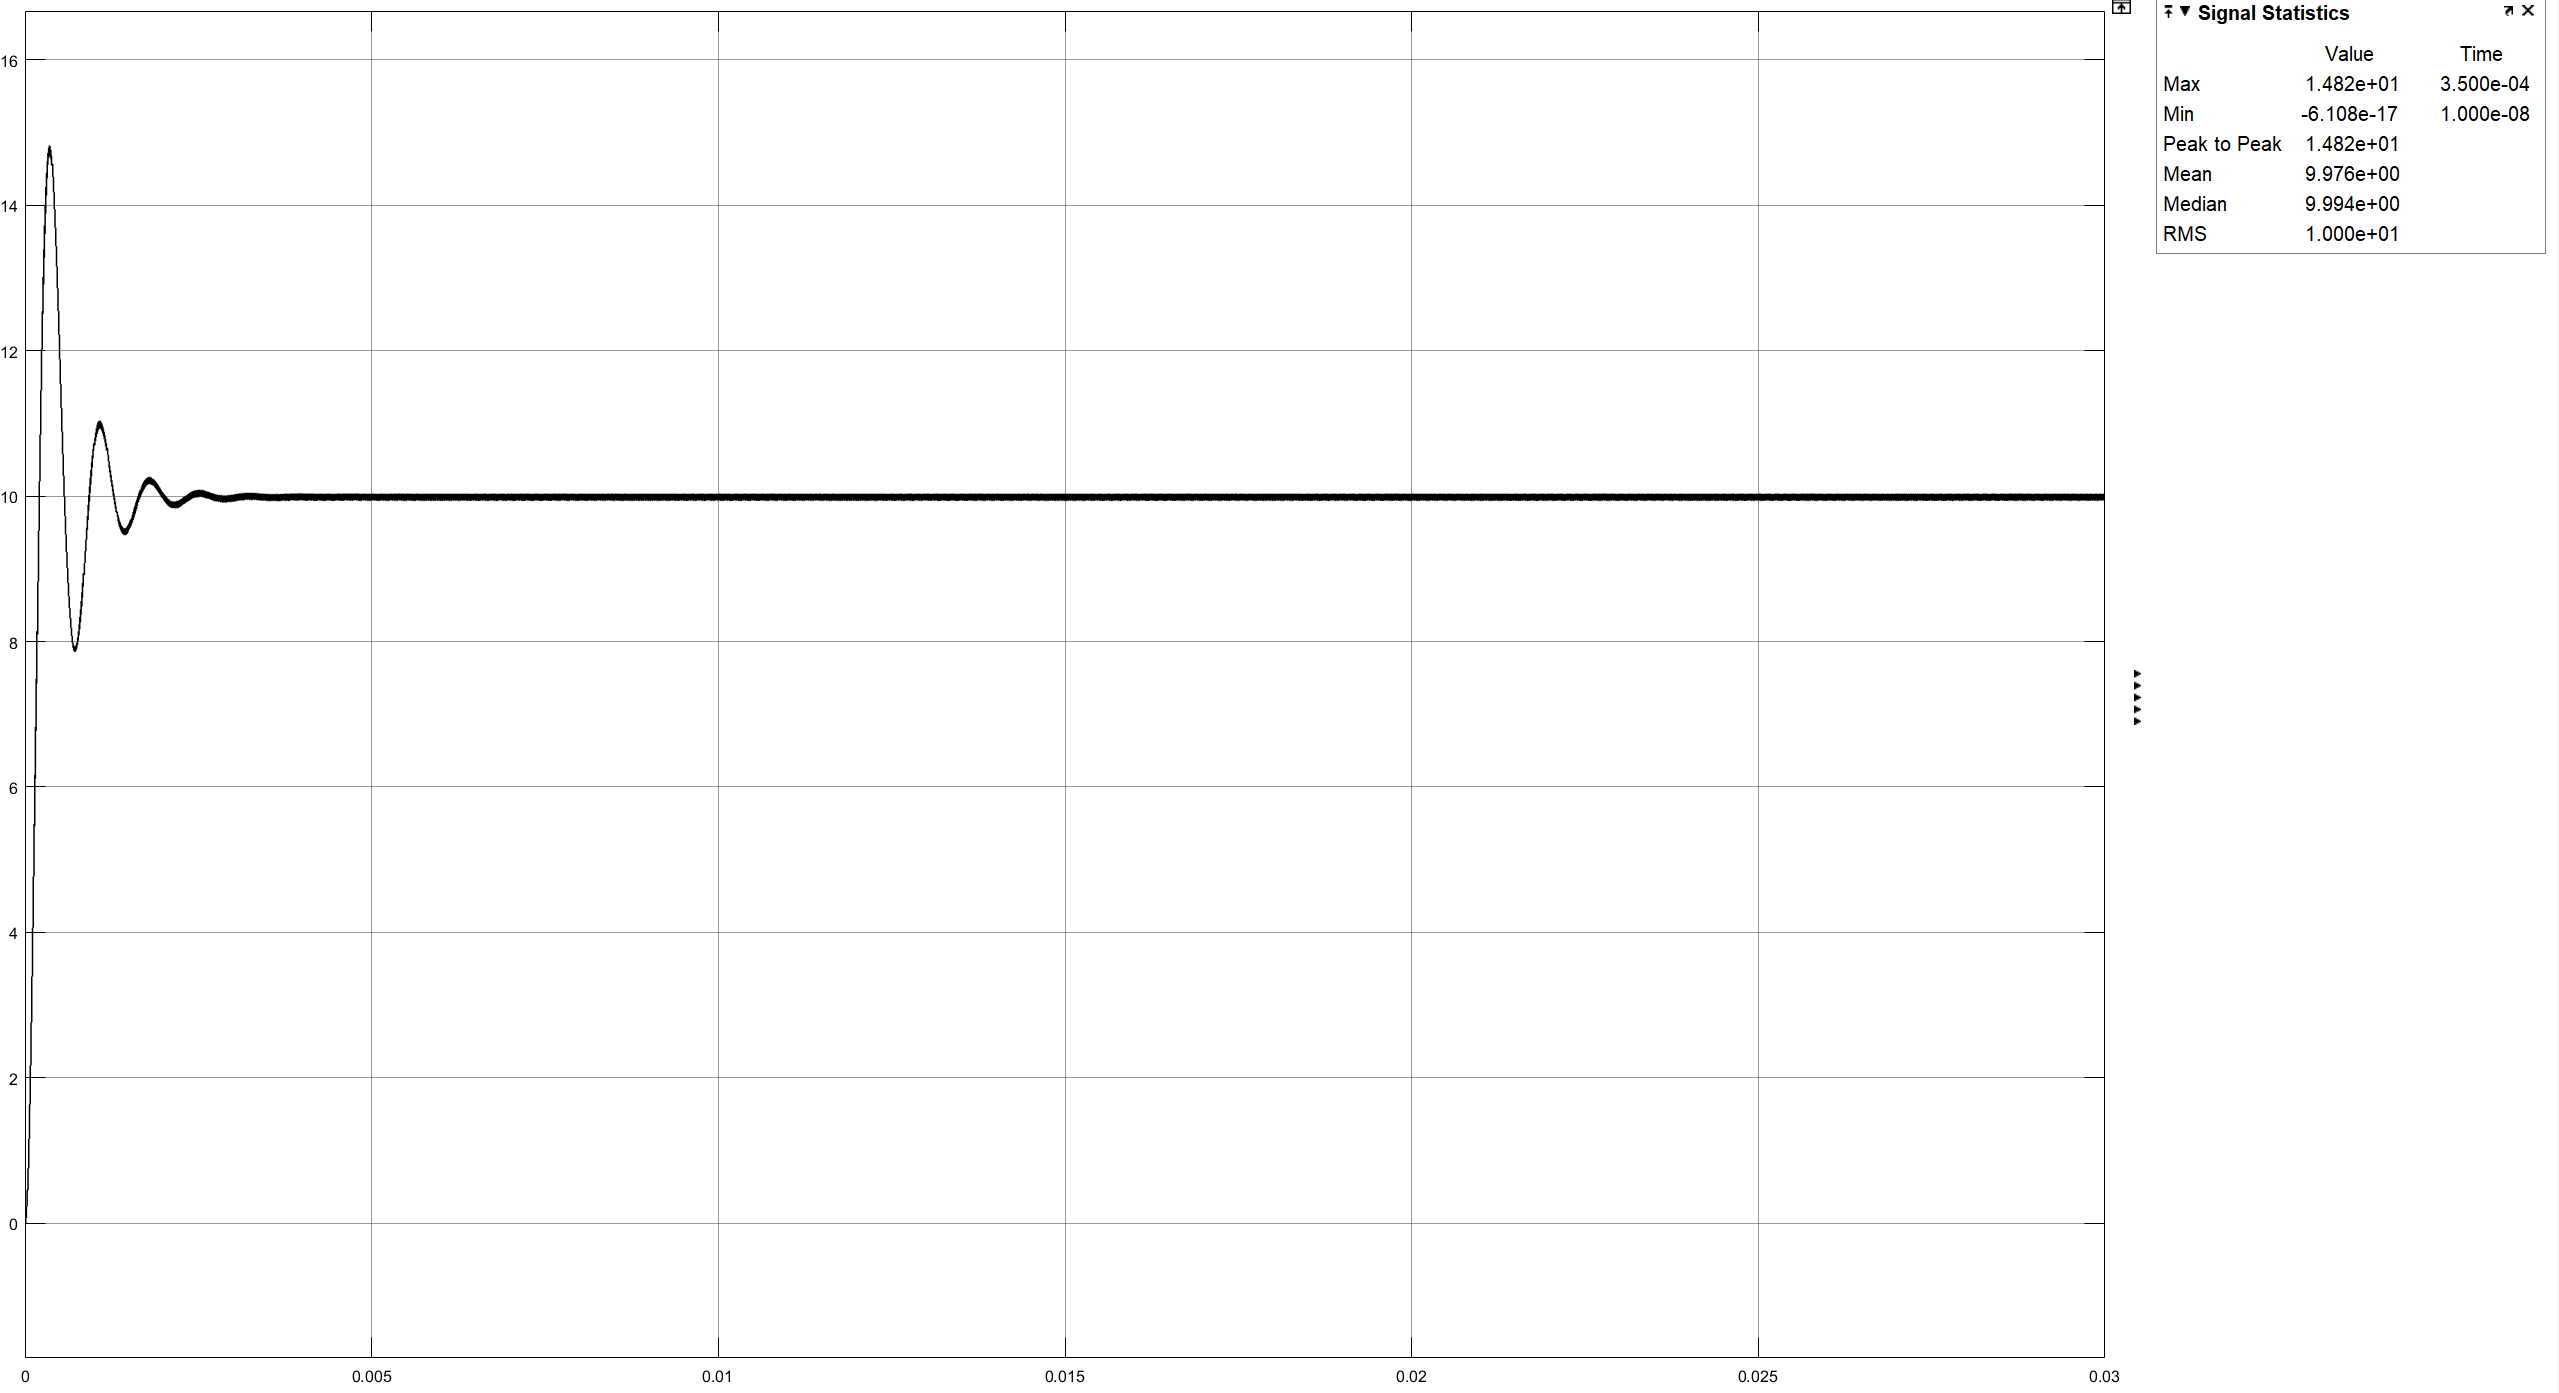 Signal Statistics
Value Time
Max 1.482e+01 3.500e-04
Min -6.108e-17 1.000e-08
Peak to Peak 1.482e+01
Mean 9.976e+00
Median 9.994e+00
RMS 1.000e+01
16
14
12
10
8
6
4
2
0
0 0.005 0.01 0.015 0.02 0.025 0.03